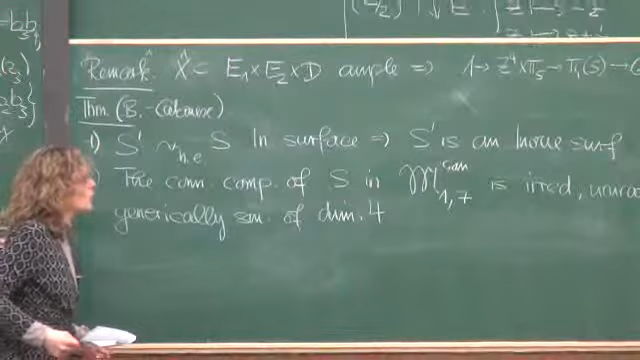 Remark. X̂ ⊂ E₁×E₂×D ample ⟹ 1 → Z⁴×π₅ → π₁(S) →
Thm (B.-Catanese)
1) S' ~h.e. S In surface ⟹ S' is an Inoue surf
The conn. comp. of S in 𝔐^can_{1,7} is irred,
generically sm. of dim. 4